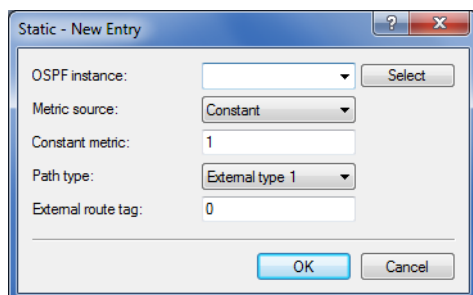 Static - New Entry
OSPF instance: Select
Metric source: Constant
Constant metric: 1
Path type: External type 1
External route tag: 0
OK Cancel